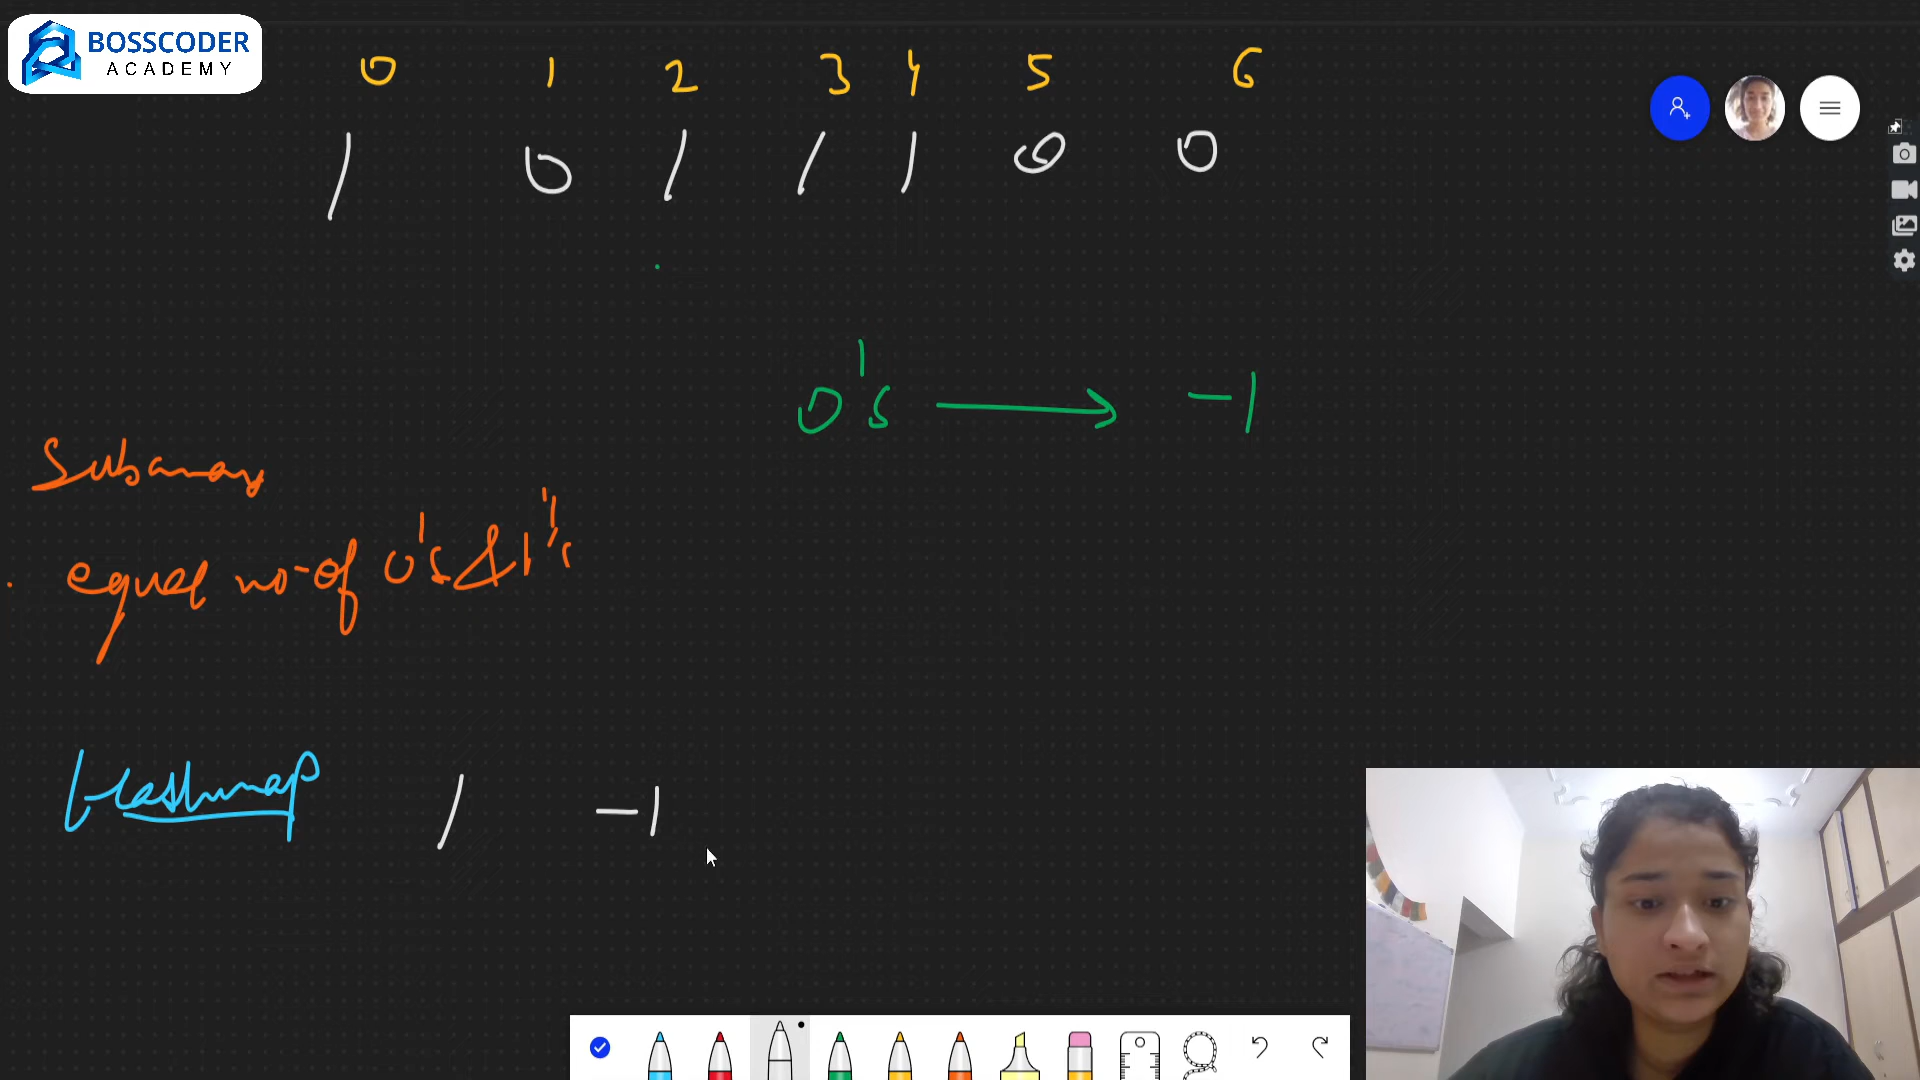 BOSSCODER
ACADEMY
0 1 2 3 4 5 6
1 0 1 1 1 0 0
0's → -1
Subarray
equal no-of 0's & 1's
Hashmap 1 -1